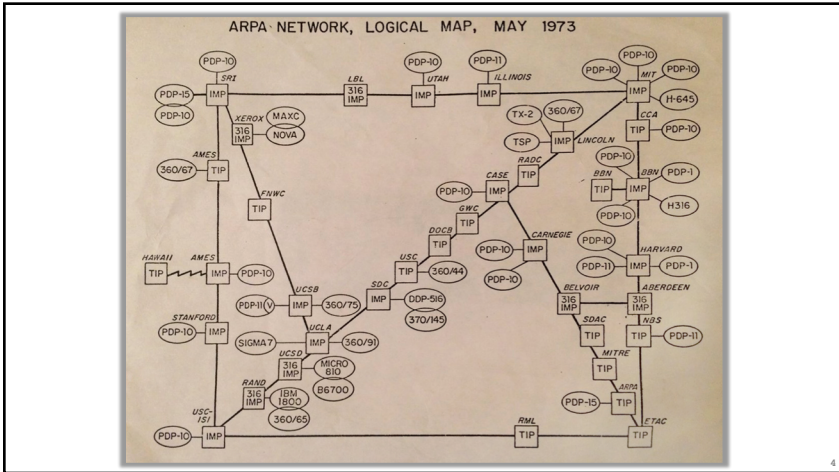 ARPA NETWORK, LOGICAL MAP, MAY 1973
PDP-10
SRI
IMP
PDP-15
PDP-10
LBL
316
IMP
PDP-10
UTAH
IMP
PDP-11
ILLINOIS
IMP
PDP-10
PDP-10
PDP-10
MIT
IMP
H-645
XEROX
316
IMP
MAXC
NOVA
TX-2
360/67
TSP
IMP
LINCOLN
CCA
TIP
PDP-10
AMES
360/67
TIP
RADC
TIP
PDP-10
BBN
TIP
BBN
IMP
PDP-1
PDP-10
H316
FNWC
TIP
CASE
PDP-10
IMP
GWC
TIP
DOCB
TIP
CARNEGIE
PDP-10
IMP
PDP-10
PDP-10
HARVARD
PDP-11
IMP
PDP-1
HAWAII
TIP
AMES
IMP
PDP-10
USC
TIP
360/44
SDC
IMP
DDP-516
370/145
BELVOIR
316
IMP
ABERDEEN
316
IMP
UCSB
PDP-11(V
IMP
360/75
STANFORD
PDP-10
IMP
SDAC
TIP
NBS
TIP
PDP-11
UCLA
SIGMA7
IMP
360/91
UCSD
316
IMP
MICRO
810
B6700
MITRE
TIP
RAND
316
IMP
IBM
1800
360/65
ARPA
PDP-15
TIP
USC-
ISI
PDP-10
IMP
RML
TIP
ETAC
TIP
4